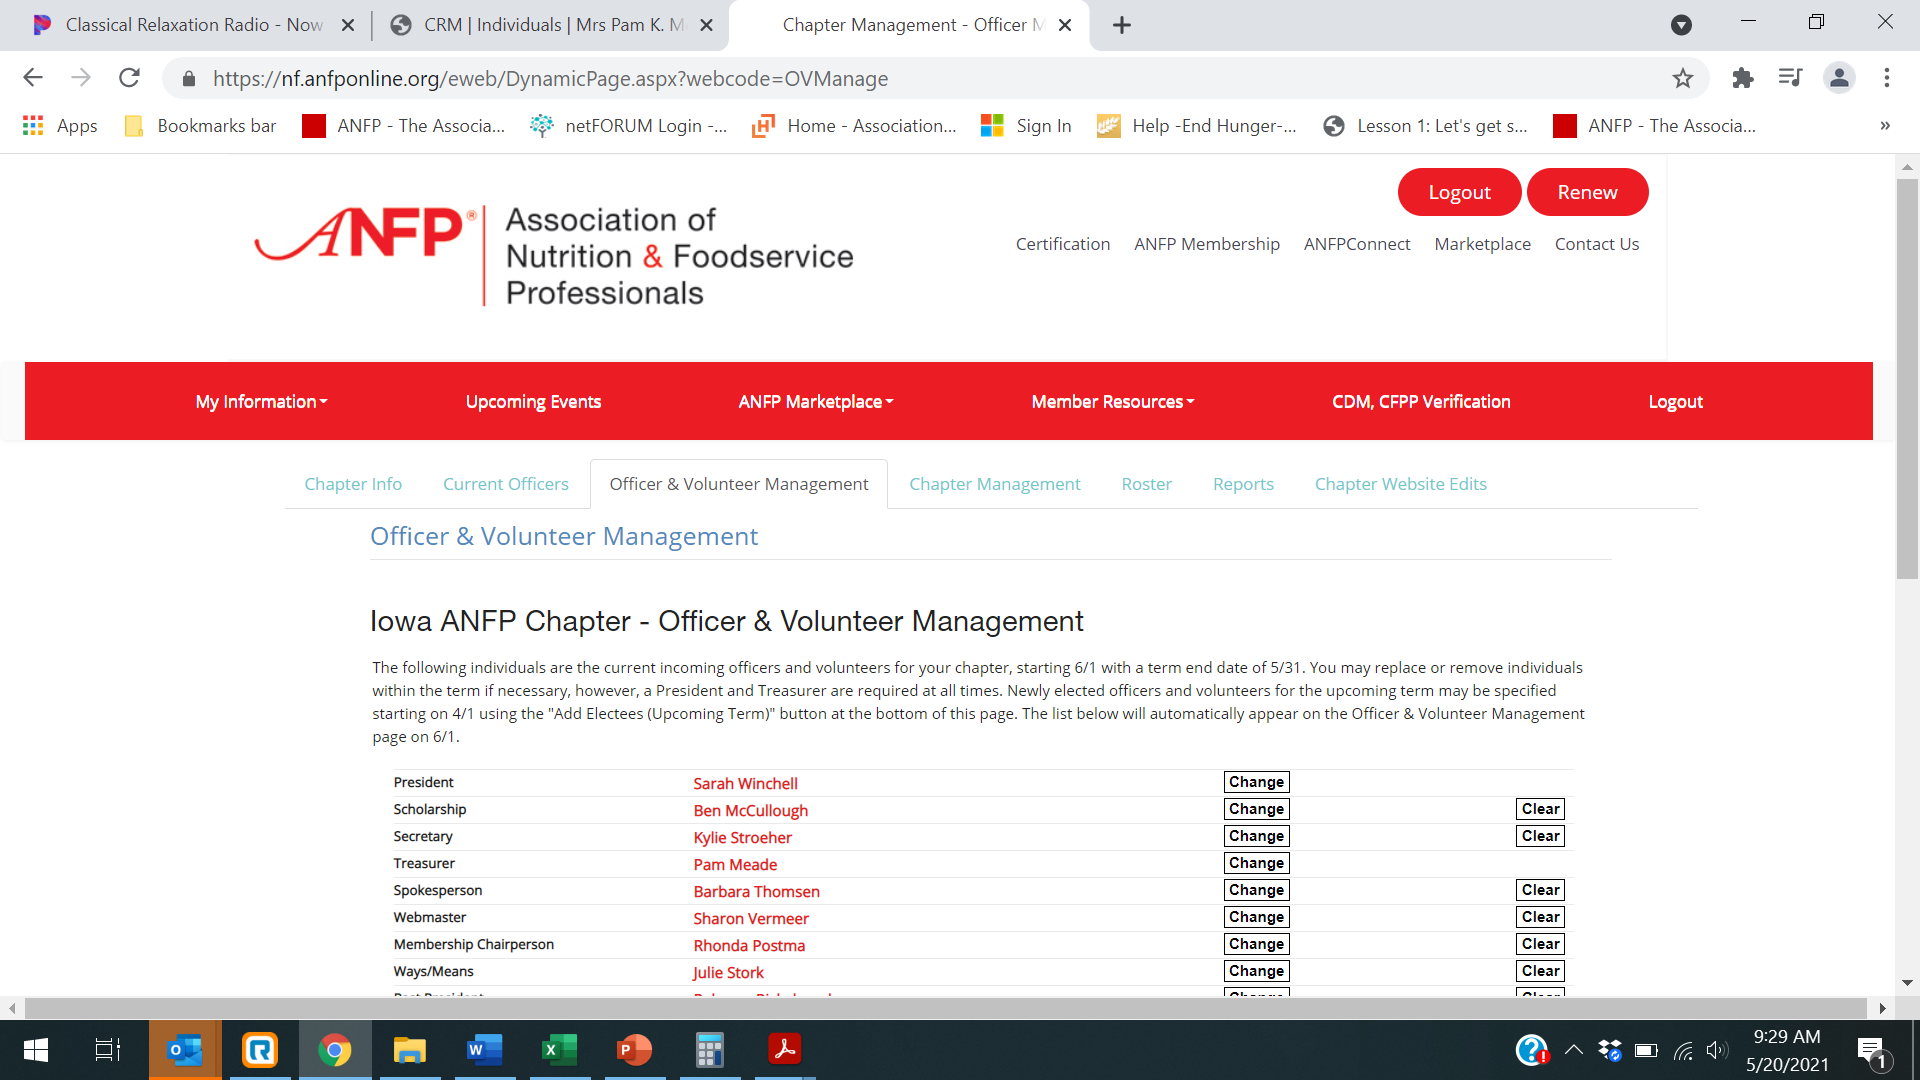 Classical Relaxation Radio - Now
CRM | Individuals | Mrs Pam K. M
Chapter Management - Officer M
https://nf.anfponline.org/eweb/DynamicPage.aspx?webcode=OVManage
Apps
Bookmarks bar
ANFP - The Associa...
netFORUM Login -...
Home - Association...
Sign In
Help -End Hunger-...
Lesson 1: Let's get s...
ANFP - The Associa...
»
Logout
Renew
ANFP®
Association of
Nutrition & Foodservice
Professionals
Certification
ANFP Membership
ANFPConnect
Marketplace
Contact Us
My Information
Upcoming Events
ANFP Marketplace
Member Resources
CDM, CFPP Verification
Logout
Chapter Info
Current Officers
Officer & Volunteer Management
Chapter Management
Roster
Reports
Chapter Website Edits
Officer & Volunteer Management
Iowa ANFP Chapter - Officer & Volunteer Management
The following individuals are the current incoming officers and volunteers for your chapter, starting 6/1 with a term end date of 5/31. You may replace or remove individuals
within the term if necessary, however, a President and Treasurer are required at all times. Newly elected officers and volunteers for the upcoming term may be specified
starting on 4/1 using the "Add Electees (Upcoming Term)" button at the bottom of this page. The list below will automatically appear on the Officer & Volunteer Management
page on 6/1.
President Sarah Winchell Change
Scholarship Ben McCullough Change Clear
Secretary Kylie Stroeher Change Clear
Treasurer Pam Meade Change
Spokesperson Barbara Thomsen Change Clear
Webmaster Sharon Vermeer Change Clear
Membership Chairperson Rhonda Postma Change Clear
Ways/Means Julie Stork Change Clear
9:29 AM
5/20/2021
1